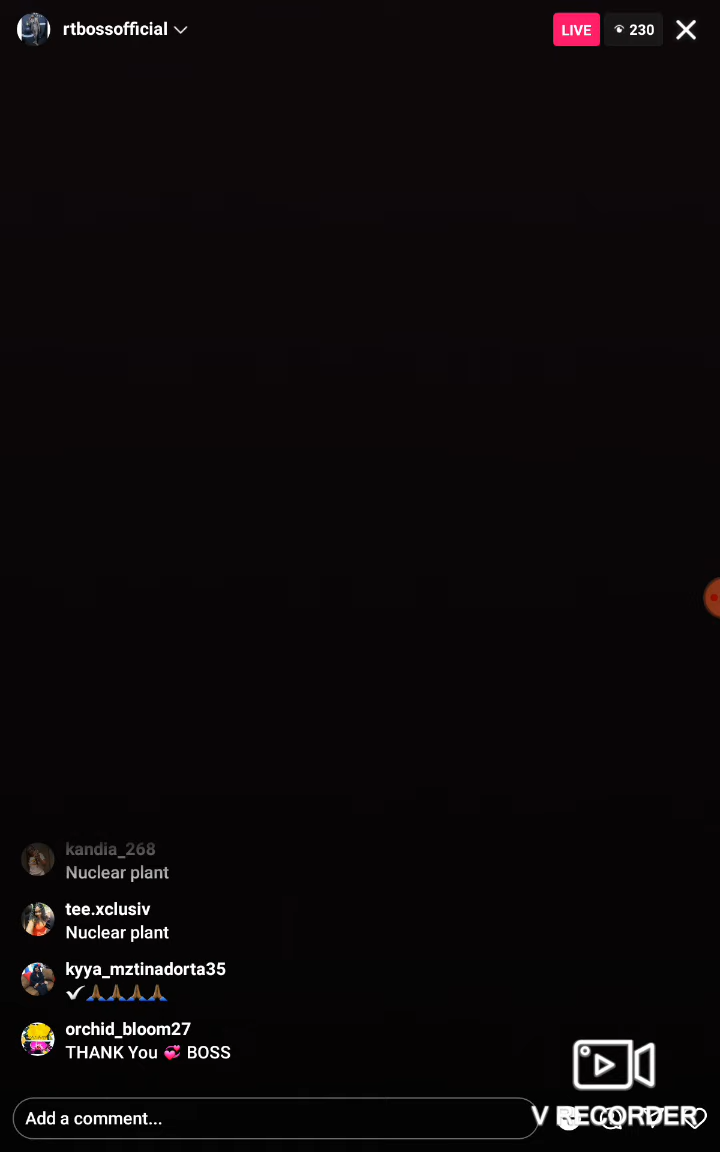 rtbossofficial
LIVE
230
kandia_268
Nuclear plant
tee.xclusiv
Nuclear plant
kyya_mztinadorta35
✓🙏🏾🙏🏾🙏🏾🙏🏾
orchid_bloom27
THANK You 💞 BOSS
Add a comment...
V RECORDER